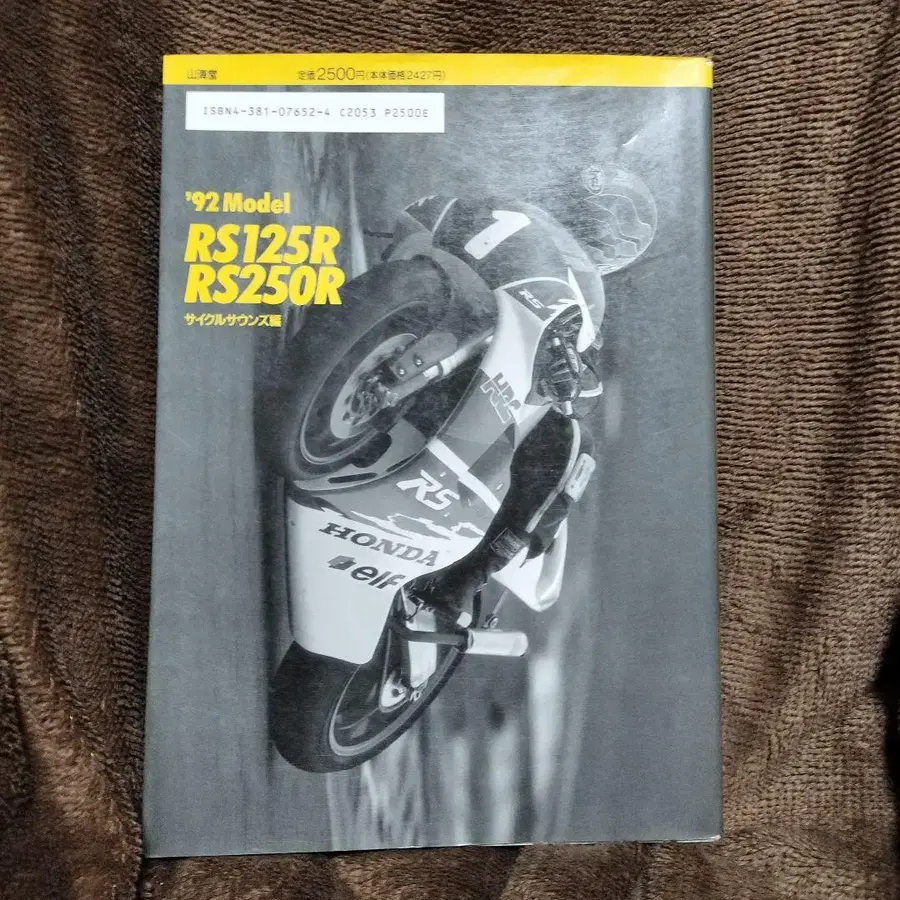 山海堂 定価2500円(本体価格2427円)
ISBN4-381-07652-4 C2053 P2500E
'92 Model
RS125R
RS250R
サイクルサウンズ編
1
RS
HRC
RS
HONDA
elf